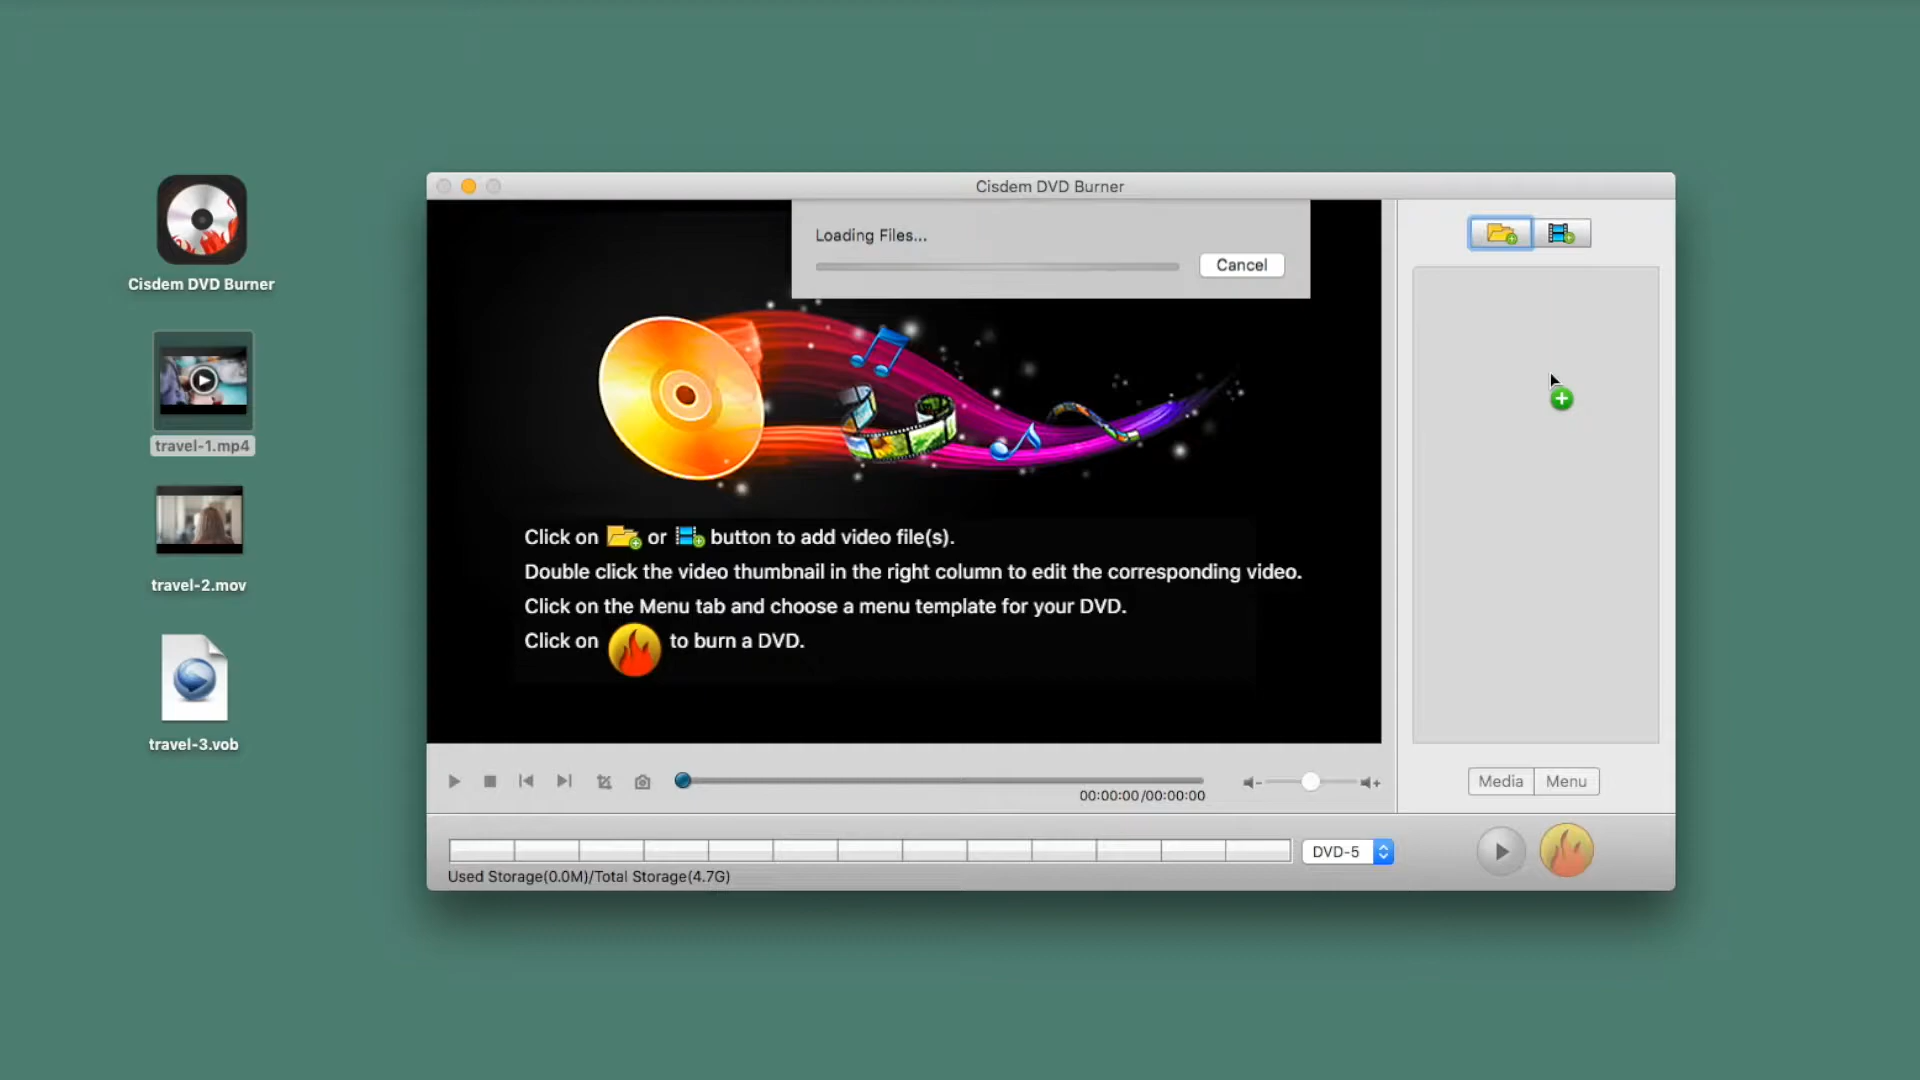 Cisdem DVD Burner
Loading Files...
Cancel
Cisdem DVD Burner
travel-1.mp4
travel-2.mov
travel-3.vob
Click on or button to add video file(s).
Double click the video thumbnail in the right column to edit the corresponding video.
Click on the Menu tab and choose a menu template for your DVD.
Click on to burn a DVD.
00:00:00/00:00:00
Media Menu
DVD-5
Used Storage(0.0M)/Total Storage(4.7G)